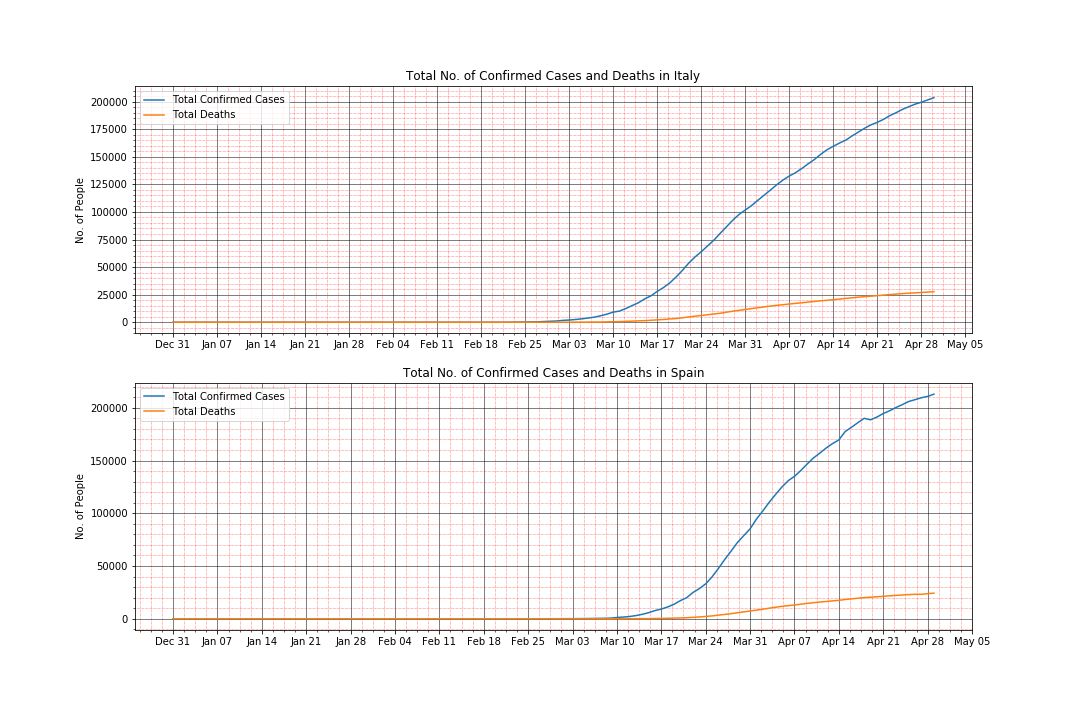 Total No. of Confirmed Cases and Deaths in Italy
Total Confirmed Cases
Total Deaths
No. of People
200000
175000
150000
125000
100000
75000
50000
25000
0
Dec 31 Jan 07 Jan 14 Jan 21 Jan 28 Feb 04 Feb 11 Feb 18 Feb 25 Mar 03 Mar 10 Mar 17 Mar 24 Mar 31 Apr 07 Apr 14 Apr 21 Apr 28 May 05
Total No. of Confirmed Cases and Deaths in Spain
Total Confirmed Cases
Total Deaths
No. of People
200000
150000
100000
50000
0
Dec 31 Jan 07 Jan 14 Jan 21 Jan 28 Feb 04 Feb 11 Feb 18 Feb 25 Mar 03 Mar 10 Mar 17 Mar 24 Mar 31 Apr 07 Apr 14 Apr 21 Apr 28 May 05